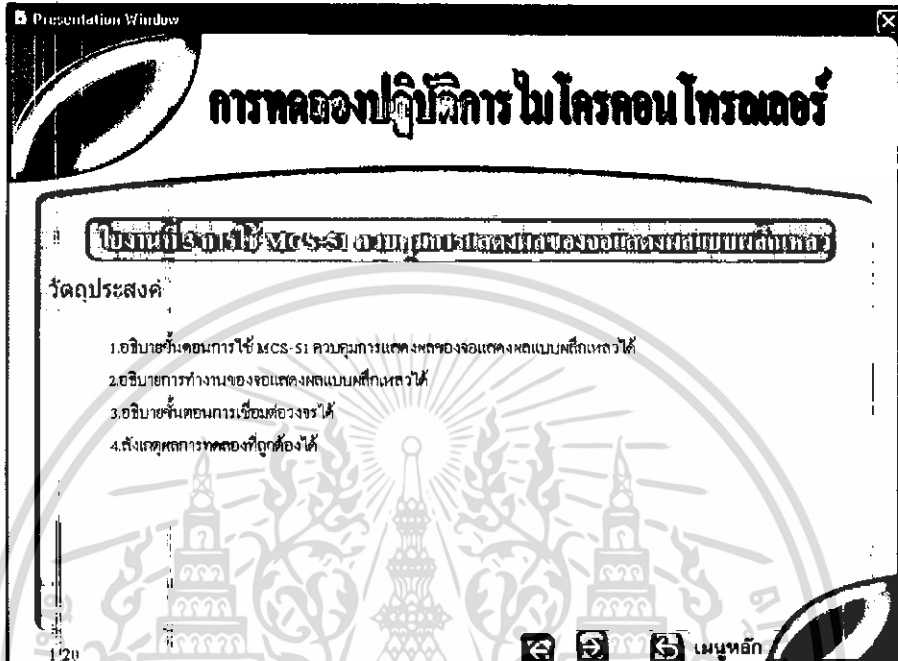 Presentation Window
การทดลองปฏิบัติการไมโครคอนโทรลเลอร์
ใบงานที่ 3 การใช้ MCS-51 ควบคุมการแสดงผลของจอแสดงผลแบบผลึกเหลว
วัตถุประสงค์
1.อธิบายขั้นตอนการใช้ MCS-51 ควบคุมการแสดงผลของจอแสดงผลแบบผลึกเหลวได้
2.อธิบายการทำงานของจอแสดงผลแบบผลึกเหลวได้
3.อธิบายขั้นตอนการเชื่อมต่อวงจรได้
4.สังเกตุผลการทดลองที่ถูกต้องได้
1/20
เมนูหลัก